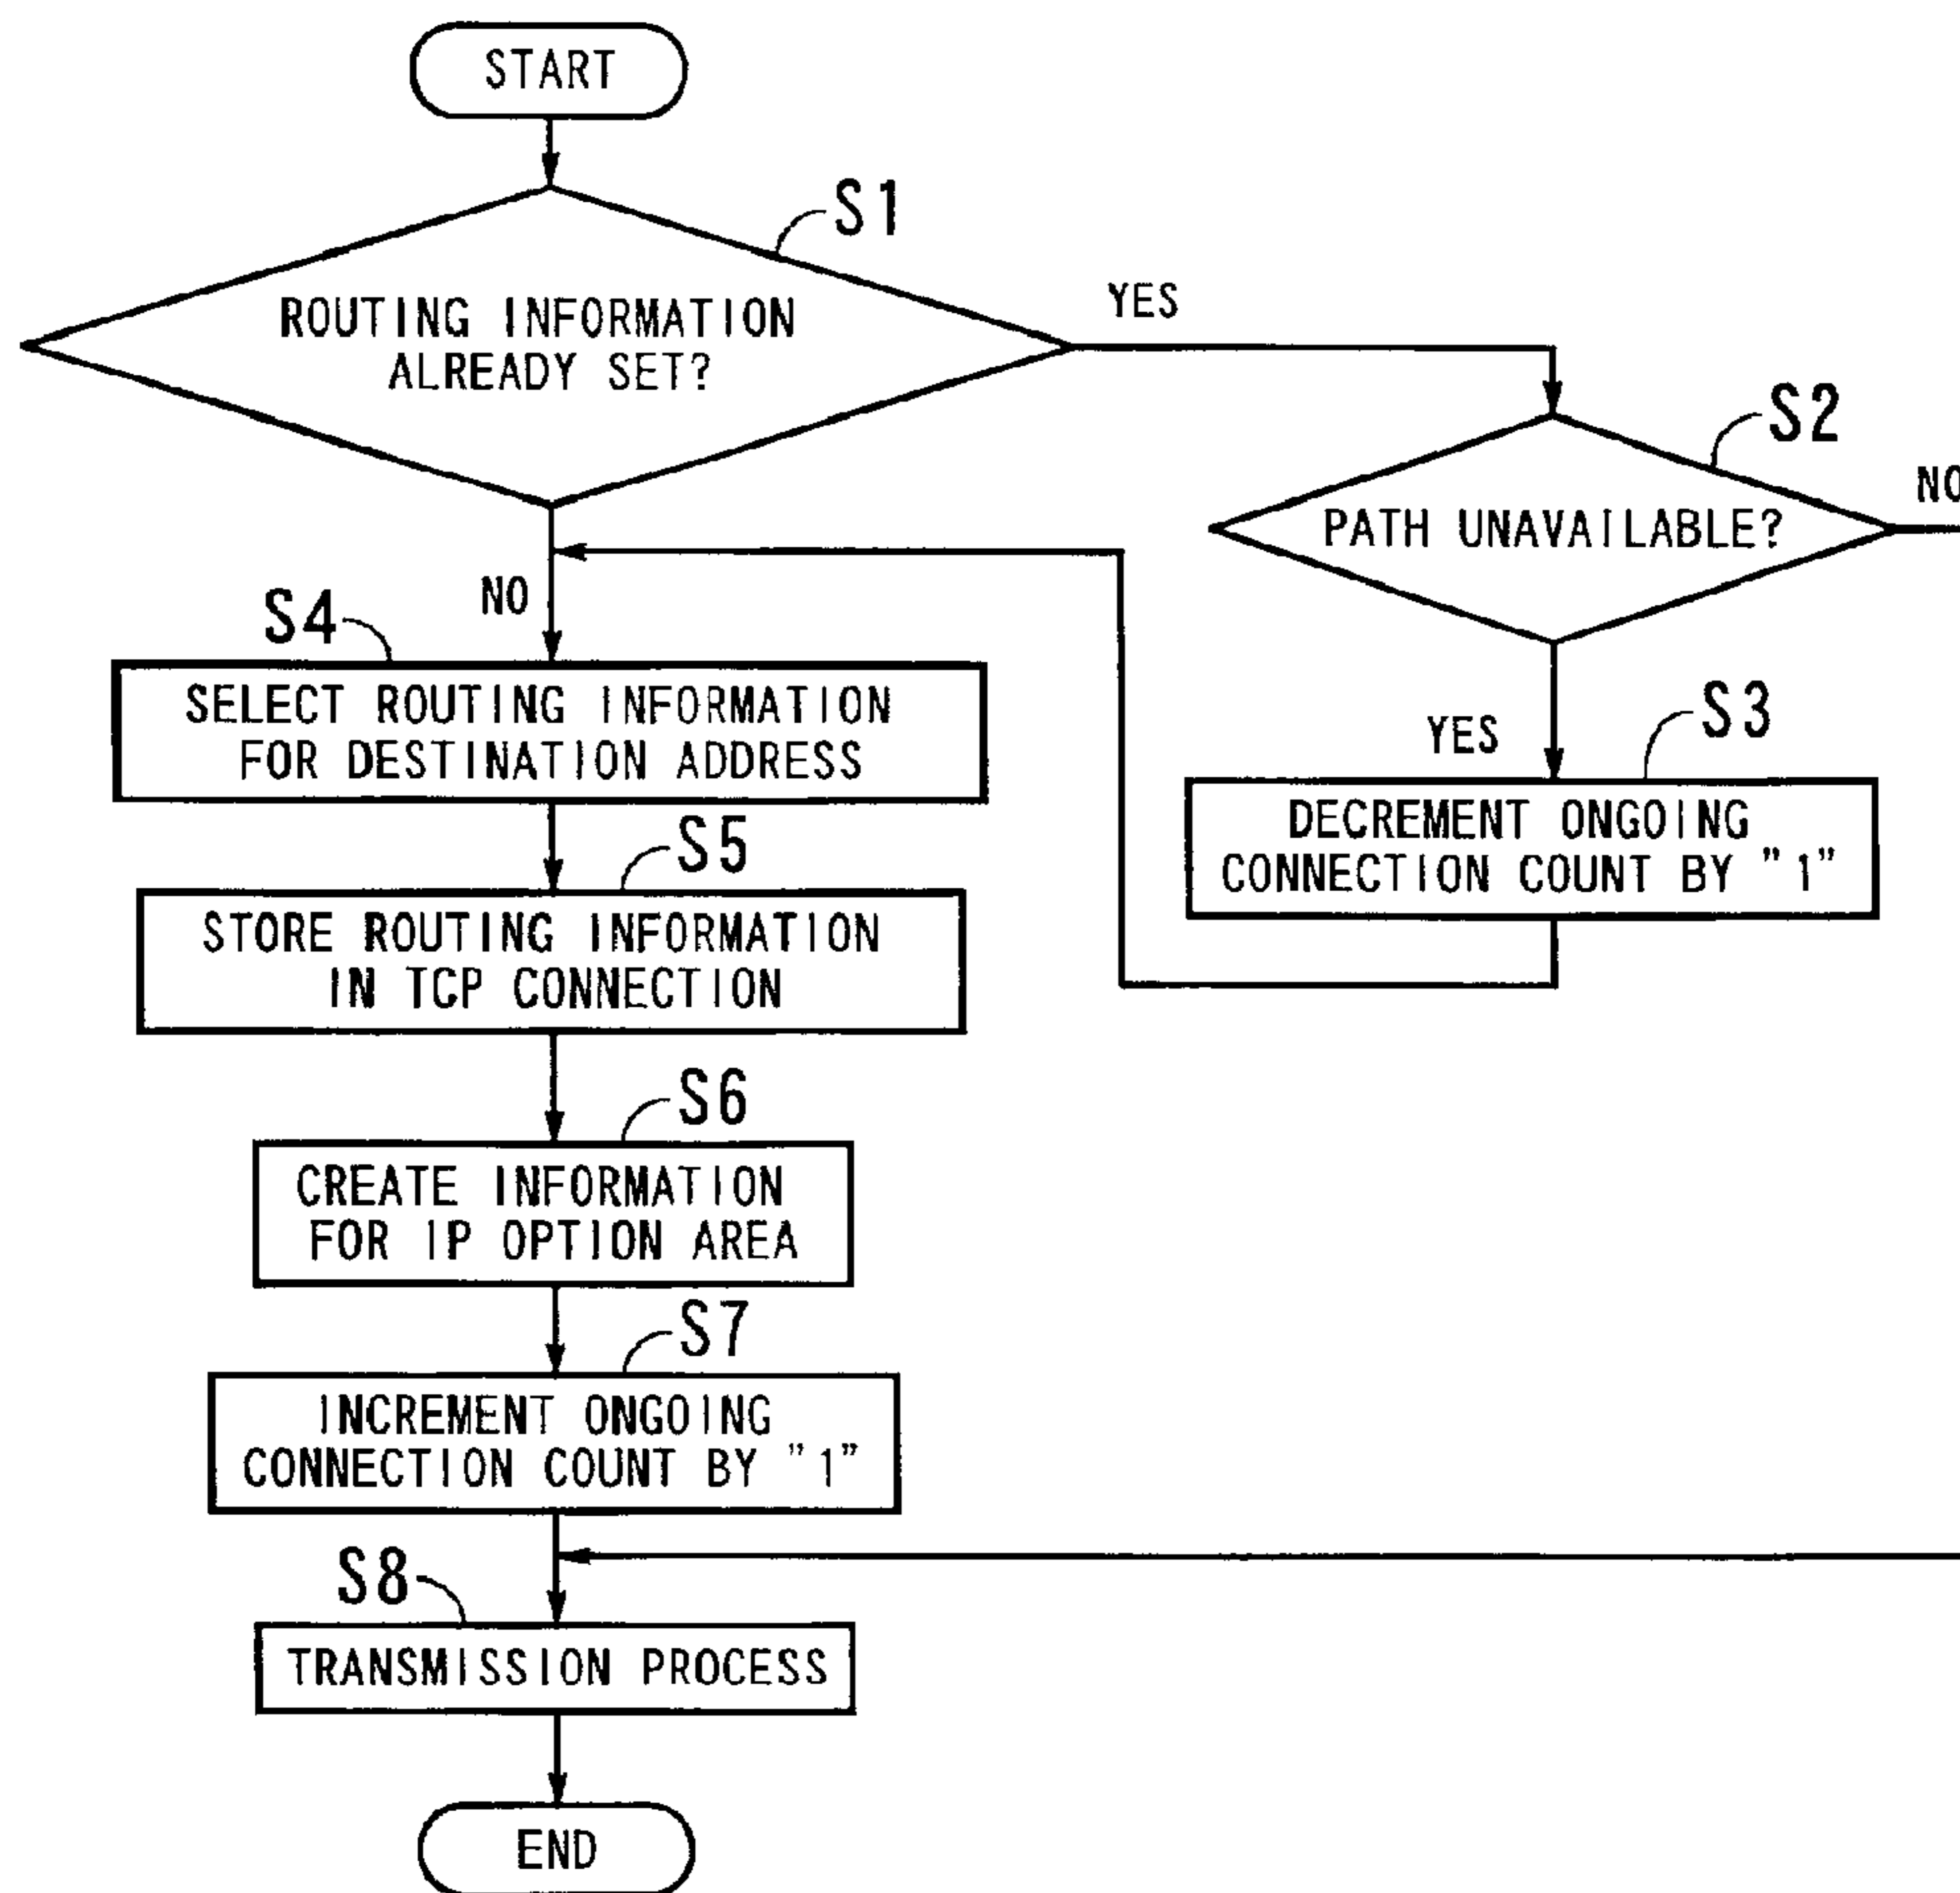 START
S1
ROUTING INFORMATION
ALREADY SET?
YES
S2
NO
PATH UNAVAILABLE?
NO
S4
SELECT ROUTING INFORMATION
FOR DESTINATION ADDRESS
YES
S3
DECREMENT ONGOING
CONNECTION COUNT BY "1"
S5
STORE ROUTING INFORMATION
IN TCP CONNECTION
S6
CREATE INFORMATION
FOR IP OPTION AREA
S7
INCREMENT ONGOING
CONNECTION COUNT BY "1"
S8
TRANSMISSION PROCESS
END